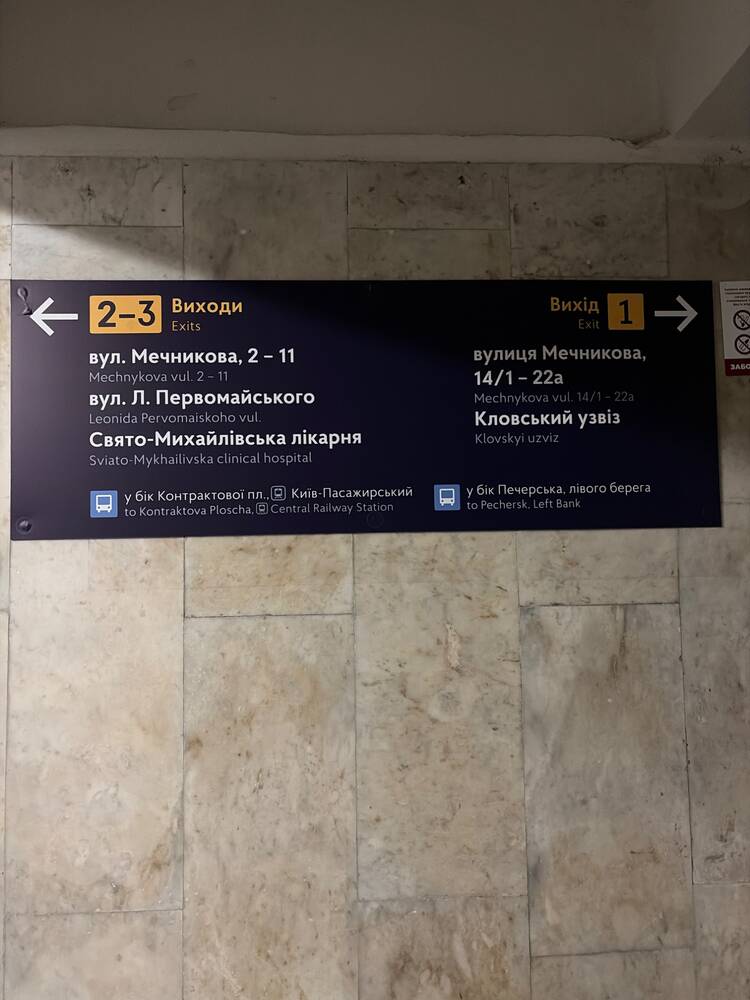 2–3 Виходи
Exits
вул. Мечникова, 2 – 11
Mechnykova vul. 2 – 11
вул. Л. Первомайського
Leonida Pervomaiskoho vul.
Свято-Михайлівська лікарня
Sviato-Mykhailivska clinical hospital
у бік Контрактової пл., Київ-Пасажирський
to Kontraktova Ploscha, Central Railway Station
Вихід 1
Exit
вулиця Мечникова,
14/1 – 22а
Mechnykova vul. 14/1 – 22a
Кловський узвіз
Klovskyi uzviz
у бік Печерська, лівого берега
to Pechersk, Left Bank